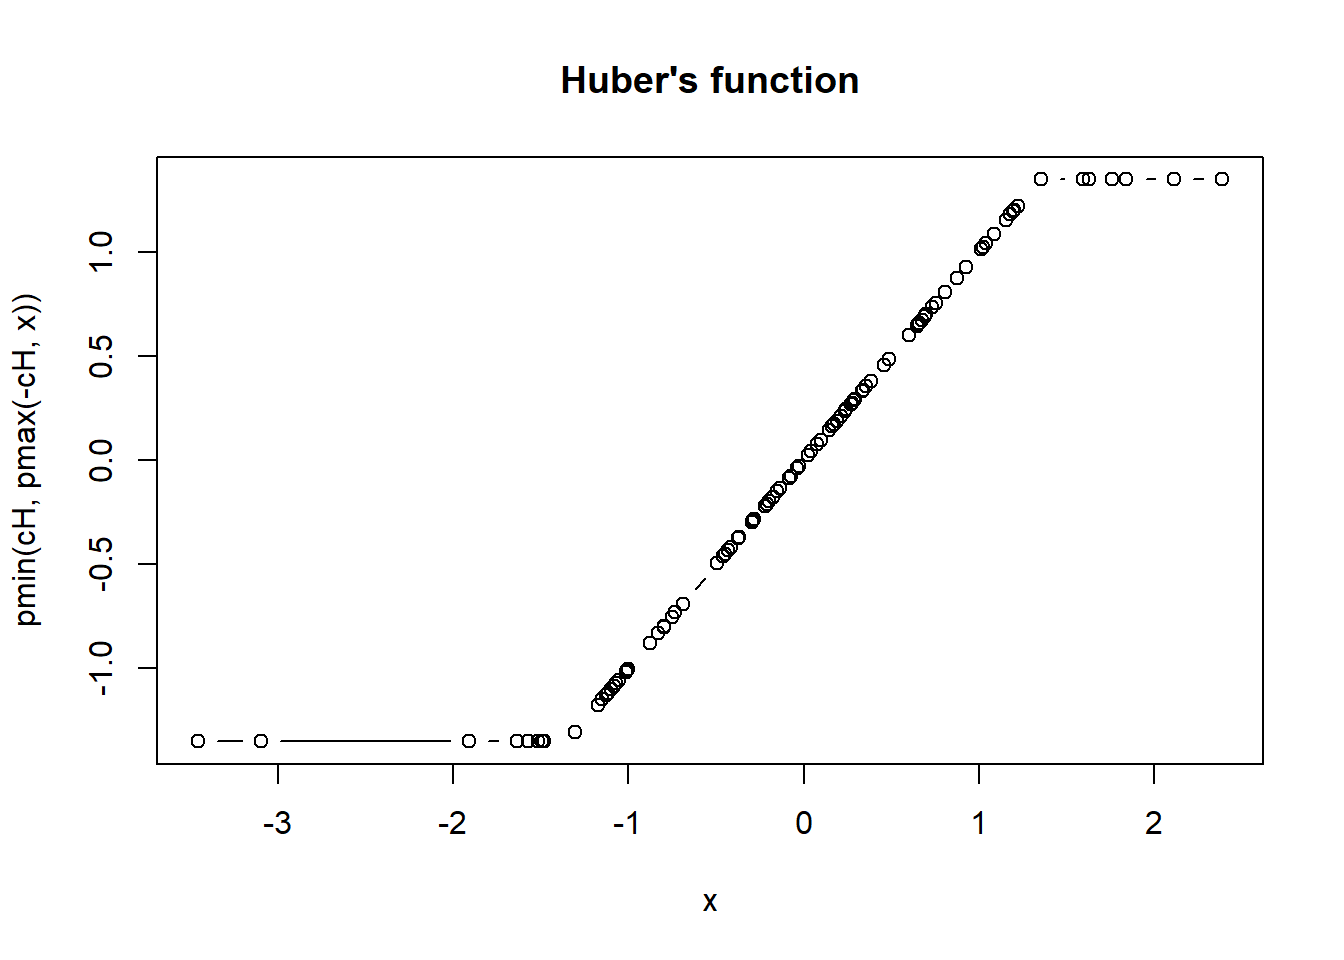 Huber's function
pmin(cH, pmax(-cH, x))
1.0
0.5
0.0
-0.5
-1.0
-3 -2 -1 0 1 2
x